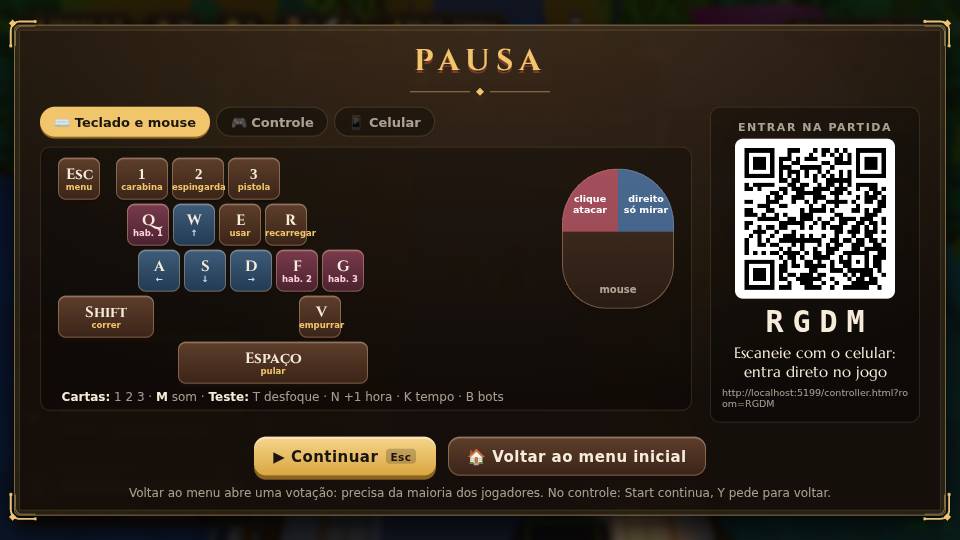 PAUSA
⌨️ Teclado e mouse
🎮 Controle
📱 Celular
ESC
menu
1
carabina
2
espingarda
3
pistola
Q
hab. 1
W
↑
E
usar
R
recarregar
A
←
S
↓
D
→
F
hab. 2
G
hab. 3
SHIFT
correr
V
empurrar
ESPAÇO
pular
clique
atacar
direito
só mirar
mouse
Cartas: 1 2 3 · M som · Teste: T desfoque · N +1 hora · K tempo · B bots
ENTRAR NA PARTIDA
RGDM
Escaneie com o celular:
entra direto no jogo
http://localhost:5199/controller.html?ro
om=RGDM
▶ Continuar Esc
🏠 Voltar ao menu inicial
Voltar ao menu abre uma votação: precisa da maioria dos jogadores. No controle: Start continua, Y pede para voltar.